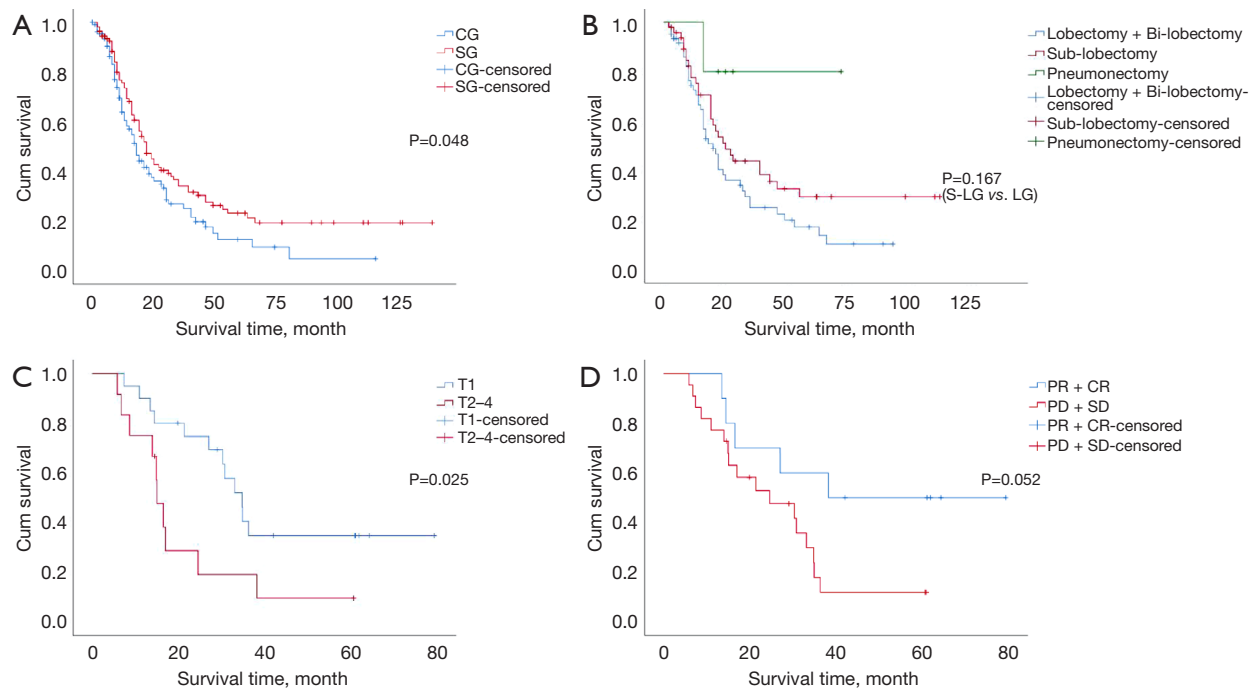 A
Cum survival
1.0
0.8
0.6
0.4
0.2
0.0
CG
SG
CG-censored
SG-censored
P=0.048
0 20 50 75 100 125
Survival time, month
B
Cum survival
1.0
0.8
0.6
0.4
0.2
0.0
Lobectomy + Bi-lobectomy
Sub-lobectomy
Pneumonectomy
Lobectomy + Bi-lobectomy-
censored
Sub-lobectomy-censored
Pneumonectomy-censored
P=0.167
(S-LG vs. LG)
0 20 50 75 100 125
Survival time, month
C
Cum survival
1.0
0.8
0.6
0.4
0.2
0.0
T1
T2–4
T1-censored
T2–4-censored
P=0.025
0 20 40 60 80
Survival time, month
D
Cum survival
1.0
0.8
0.6
0.4
0.2
0.0
PR + CR
PD + SD
PR + CR-censored
PD + SD-censored
P=0.052
0 20 40 60 80
Survival time, month